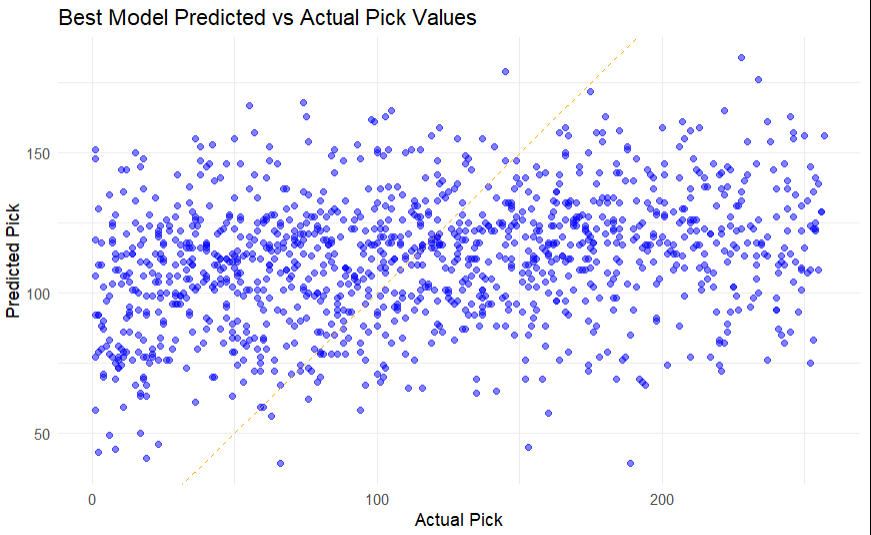 Best Model Predicted vs Actual Pick Values
150
100
50
Predicted Pick
0 100 200
Actual Pick